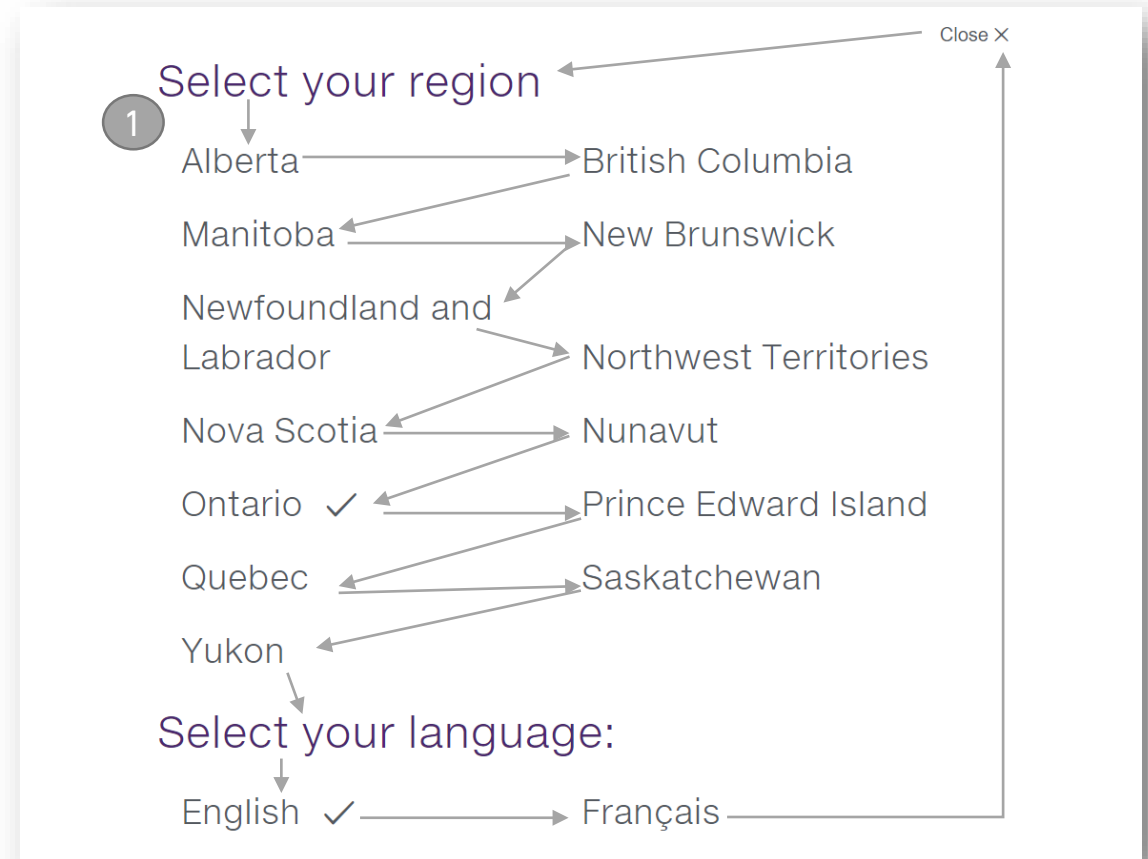 Close ×
Select your region
1
Alberta
British Columbia
Manitoba
New Brunswick
Newfoundland and
Labrador
Northwest Territories
Nova Scotia
Nunavut
Ontario ✓
Prince Edward Island
Quebec
Saskatchewan
Yukon
Select your language:
English ✓
Français